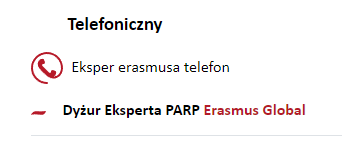 Telefoniczny
Eksper erasmusa telefon
Dyżur Eksperta PARP Erasmus Global